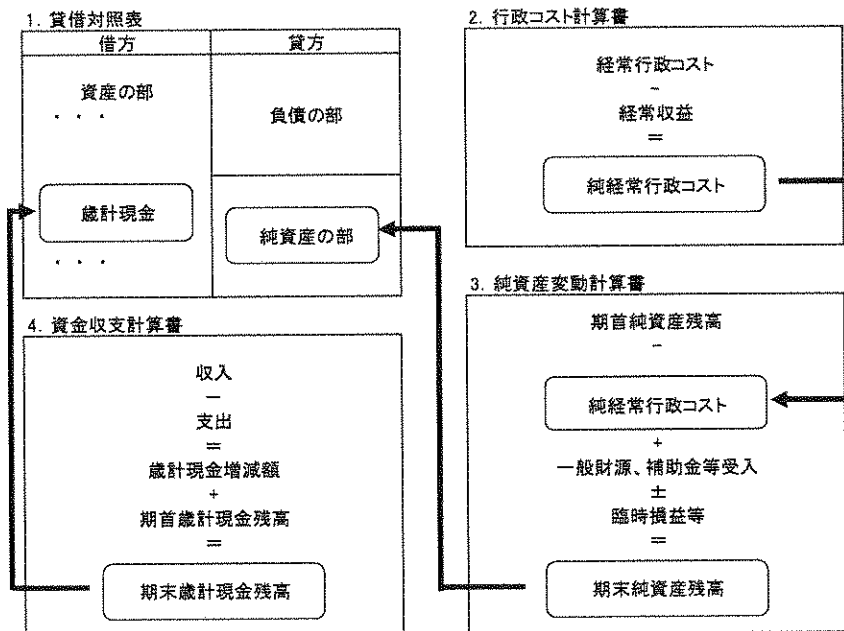 1. 貸借対照表
借方
貸方
資産の部
・ ・ ・
負債の部
歳計現金
純資産の部
・ ・ ・
2. 行政コスト計算書
経常行政コスト
-
経常収益
=
純経常行政コスト
3. 純資産変動計算書
期首純資産残高
-
純経常行政コスト
+
一般財源、補助金等受入
±
臨時損益等
=
期末純資産残高
4. 資金収支計算書
収入
-
支出
=
歳計現金増減額
+
期首歳計現金残高
=
期末歳計現金残高